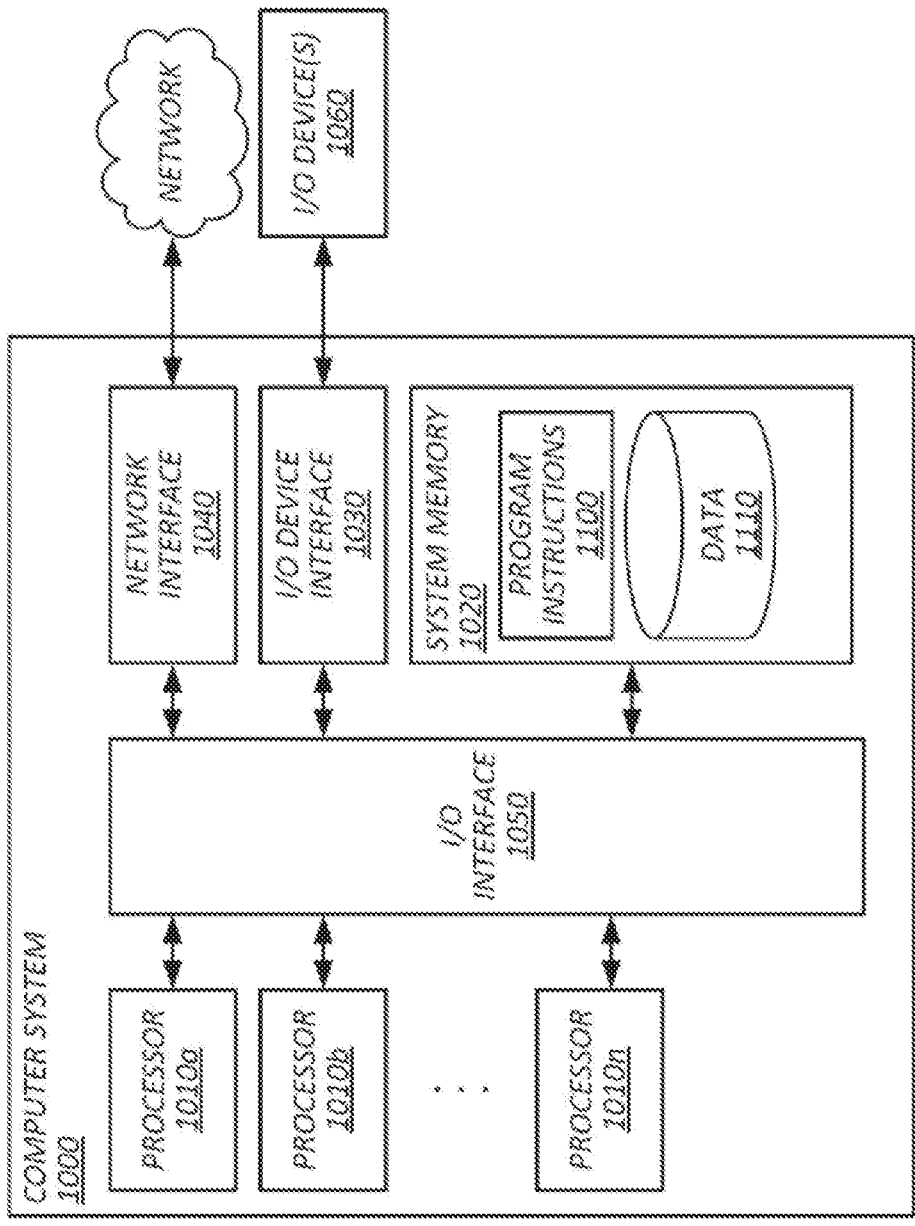 COMPUTER SYSTEM
1000
PROCESSOR
1010a
PROCESSOR
1010b
. . .
PROCESSOR
1010n
I/O
INTERFACE
1050
NETWORK
INTERFACE
1040
I/O DEVICE
INTERFACE
1030
SYSTEM MEMORY
1020
PROGRAM
INSTRUCTIONS
1100
DATA
1110
NETWORK
I/O DEVICE(S)
1060